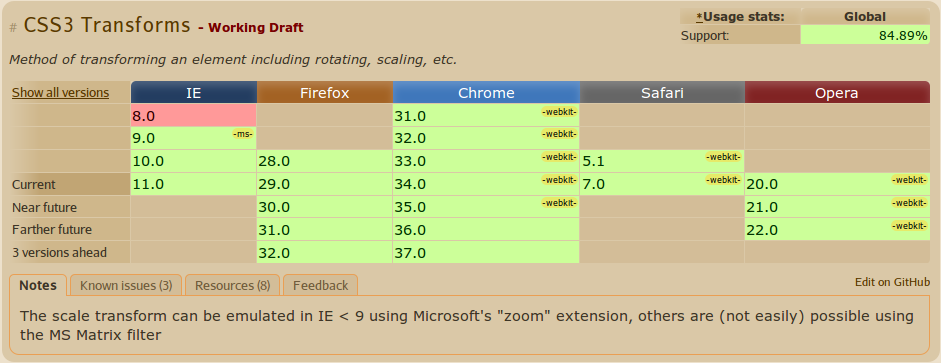 # CSS3 Transforms - Working Draft
*Usage stats: Global
Support: 84.89%
Method of transforming an element including rotating, scaling, etc.
Show all versions IE Firefox Chrome Safari Opera
8.0 31.0 -webkit-
9.0 -ms- 32.0 -webkit-
10.0 28.0 33.0 -webkit- 5.1 -webkit-
Current 11.0 29.0 34.0 -webkit- 7.0 -webkit- 20.0 -webkit-
Near future 30.0 35.0 -webkit- 21.0 -webkit-
Farther future 31.0 36.0 22.0 -webkit-
3 versions ahead 32.0 37.0
Notes Known issues (3) Resources (8) Feedback Edit on GitHub
The scale transform can be emulated in IE < 9 using Microsoft's "zoom" extension, others are (not easily) possible using
the MS Matrix filter